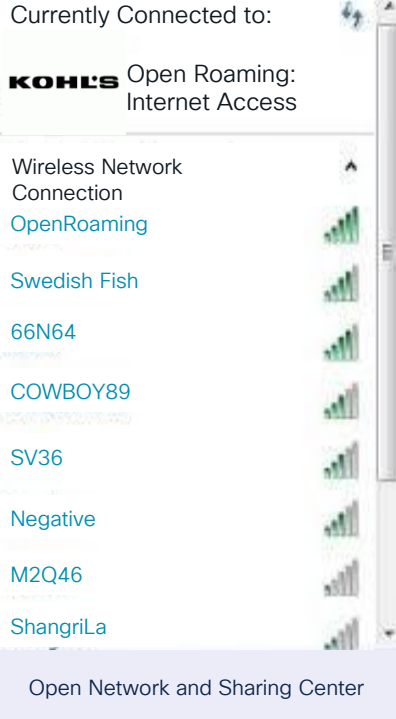 Currently Connected to:
KOHL'S
Open Roaming:
Internet Access
Wireless Network
Connection
OpenRoaming
Swedish Fish
66N64
COWBOY89
SV36
Negative
M2Q46
ShangriLa
Open Network and Sharing Center